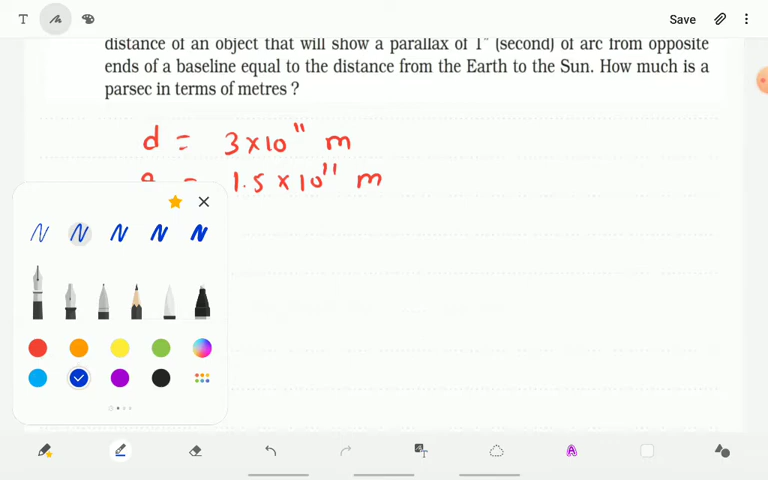 T
Save
distance of an object that will show a parallax of 1" (second) of arc from opposite
ends of a baseline equal to the distance from the Earth to the Sun. How much is a
parsec in terms of metres ?
d = 3 × 10¹¹ m
= 1.5 × 10¹¹ m